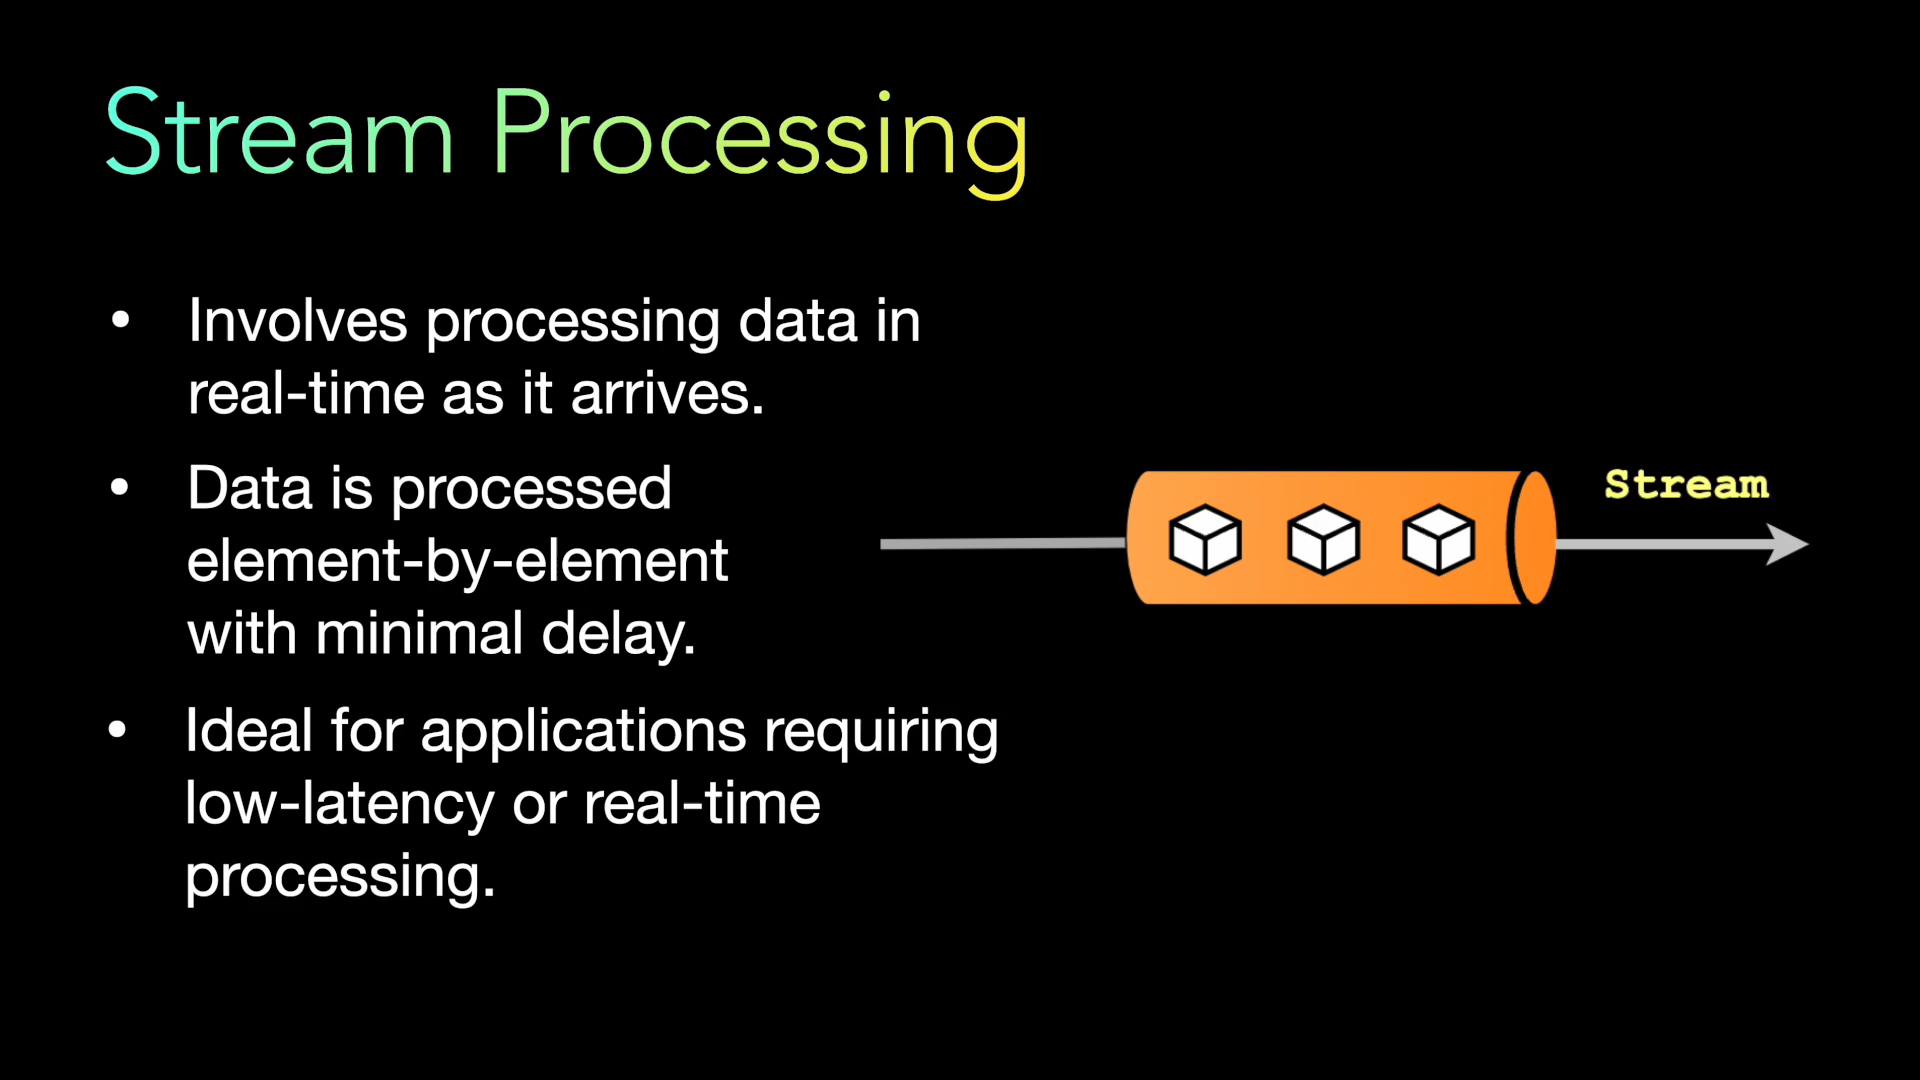 Stream Processing
• Involves processing data in
real-time as it arrives.
• Data is processed
element-by-element
with minimal delay.
• Ideal for applications requiring
low-latency or real-time
processing.
Stream